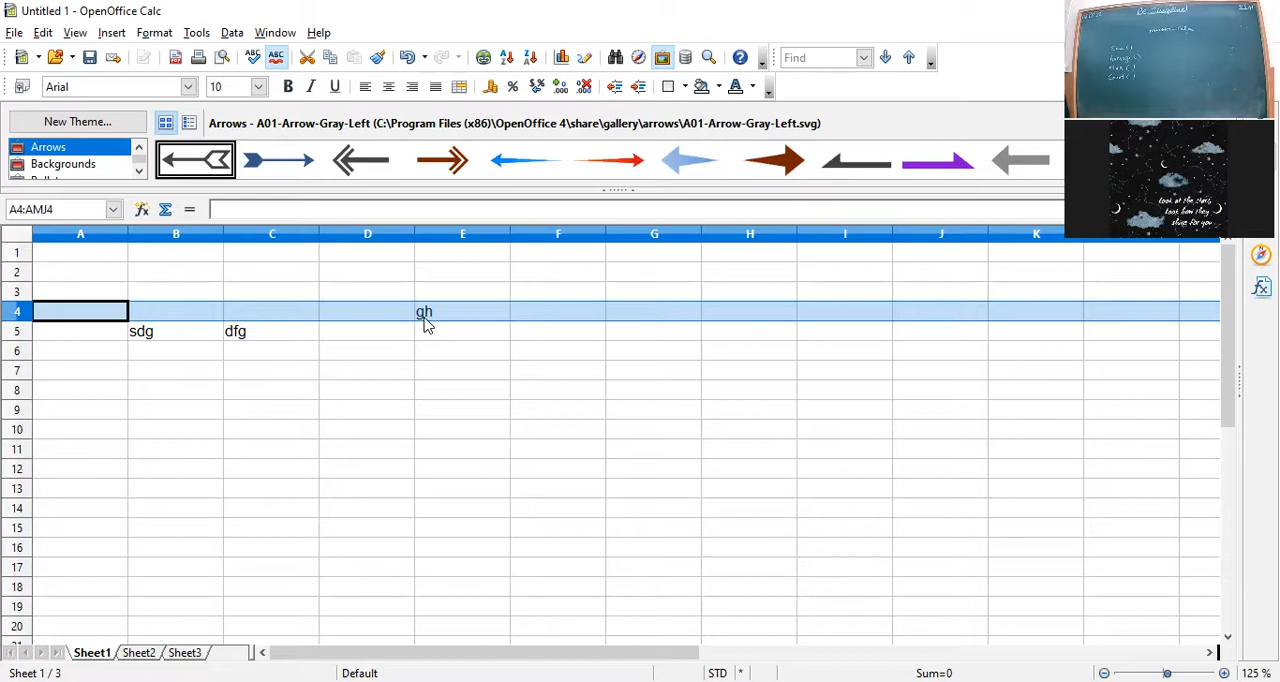 Untitled 1 - OpenOffice Calc
File Edit View Insert Format Tools Data Window Help
Find
Arial 10
New Theme...
Arrows - A01-Arrow-Gray-Left (C:\Program Files (x86)\OpenOffice 4\share\gallery\arrows\A01-Arrow-Gray-Left.svg)
Arrows
Backgrounds
A4:AMJ4
A B C D E F G H I J K
1
2
3
4 gh
5 sdg dfg
6
7
8
9
10
11
12
13
14
15
16
17
18
19
20
Sheet1 Sheet2 Sheet3
Sheet 1 / 3 Default STD * Sum=0 125 %
look at the stars
look how they
shine for you